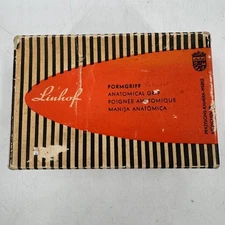 Linhof
FORMGRIFF
ANATOMICAL GRIP
POIGNÉE ANATOMIQUE
MANIJA ANATÓMICA